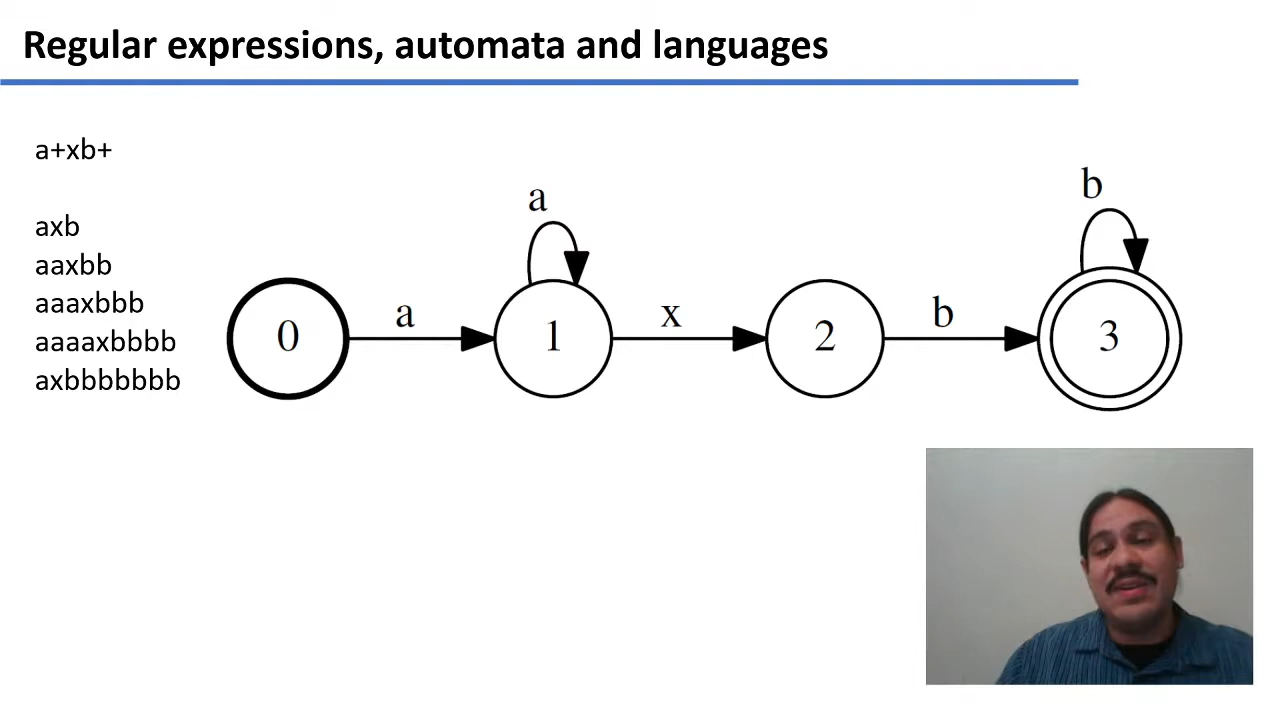 Regular expressions, automata and languages
a+xb+
axb
aaxbb
aaaxbbb
aaaaxbbbb
axbbbbbbb
a
b
0
a
1
x
2
b
3